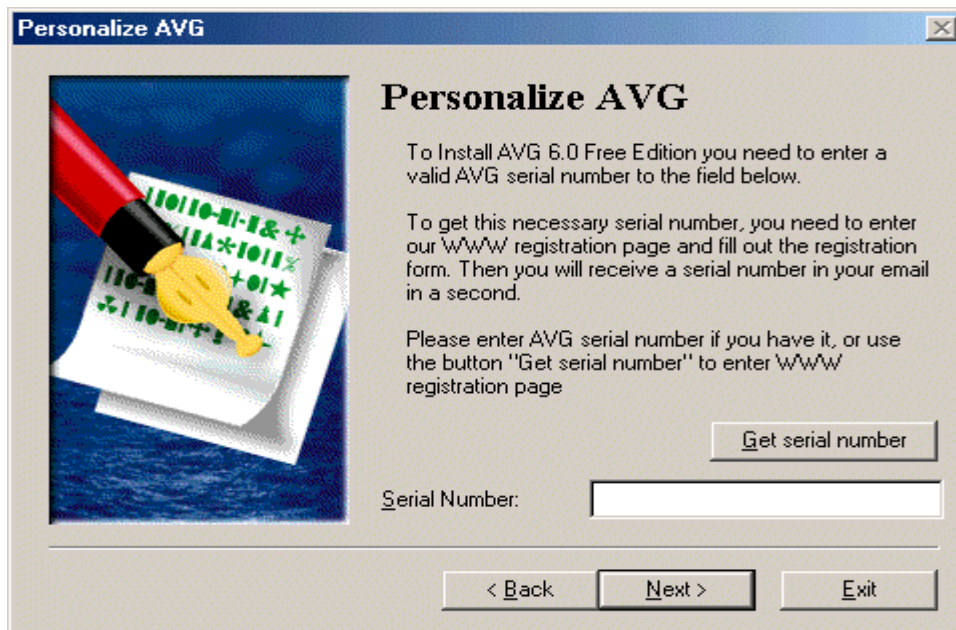 Personalize AVG
Personalize AVG
To Install AVG 6.0 Free Edition you need to enter a
valid AVG serial number to the field below.
To get this necessary serial number, you need to enter
our WWW registration page and fill out the registration
form. Then you will receive a serial number in your email
in a second.
Please enter AVG serial number if you have it, or use
the button "Get serial number" to enter WWW
registration page
Get serial number
Serial Number:
< Back
Next >
Exit